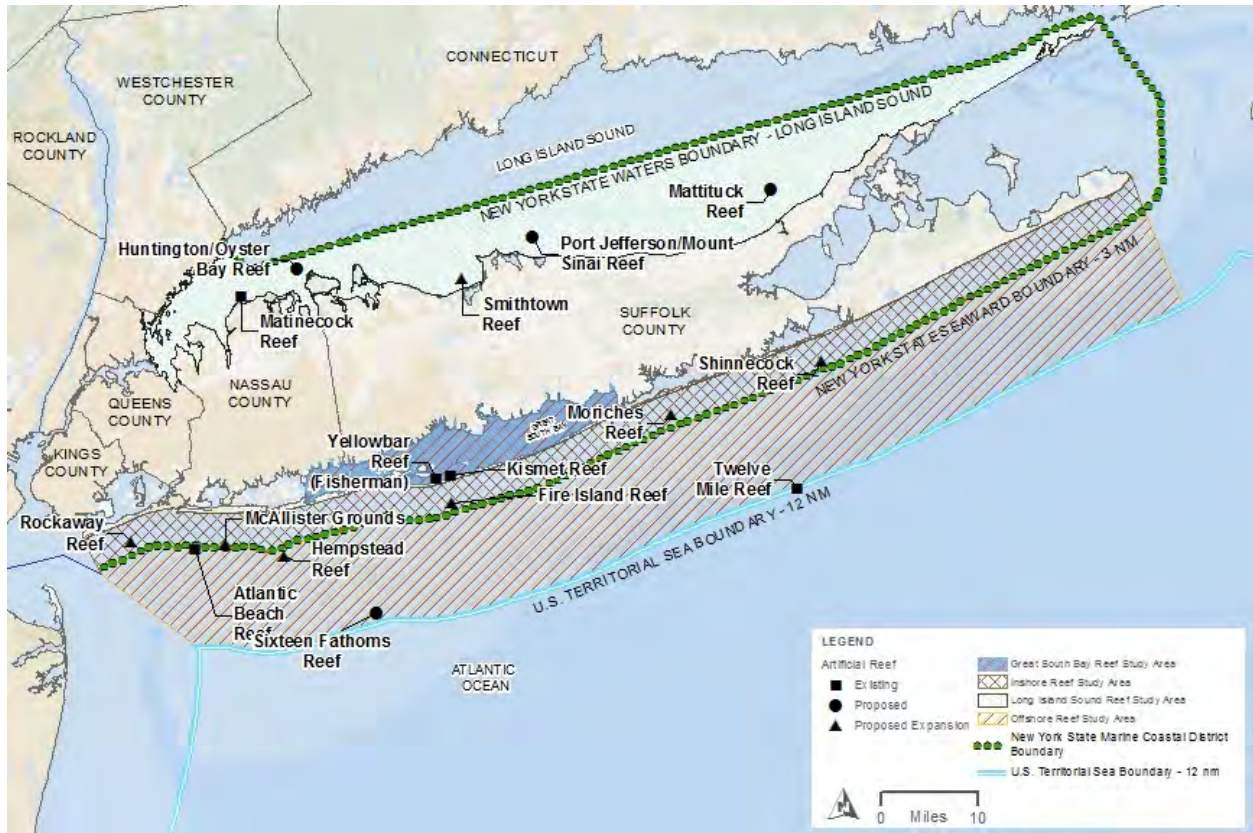 CONNECTICUT
WESTCHESTER
COUNTY
ROCKLAND
COUNTY
LONG ISLAND SOUND
NEW YORK STATE WATERS BOUNDARY - LONG ISLAND SOUND
Mattituck
Reef
Huntington/Oyster
Bay Reef
Port Jefferson/Mount
Sinai Reef
Smithtown
Reef
Matinecock
Reef
SUFFOLK
COUNTY
NEW YORK STATE SEAWARD BOUNDARY - 3 NM
Shinnecock
Reef
NASSAU
COUNTY
QUEENS
COUNTY
KINGS
COUNTY
GREAT
SOUTH BAY
Moriches
Reef
Yellowbar
Reef
(Fisherman)
Kismet Reef
Fire Island Reef
Twelve
Mile Reef
U.S. TERRITORIAL SEA BOUNDARY - 12 NM
Rockaway
Reef
McAllister Grounds
Hempstead
Reef
Atlantic
Beach
Reef
Sixteen Fathoms
Reef
ATLANTIC
OCEAN
LEGEND
Artificial Reef
Existing
Proposed
Proposed Expansion
Great South Bay Reef Study Area
Inshore Reef Study Area
Long Island Sound Reef Study Area
Offshore Reef Study Area
New York State Marine Coastal District
Boundary
U.S. Territorial Sea Boundary - 12 nm
N
0 Miles 10